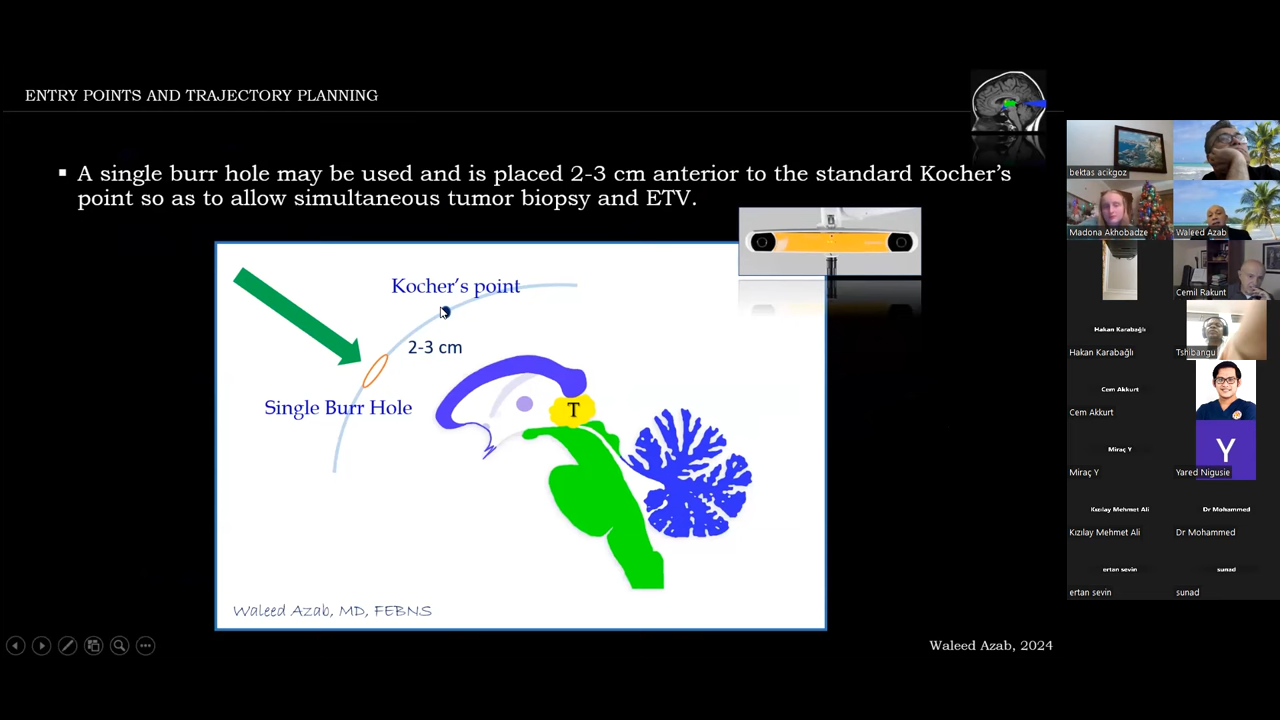 ENTRY POINTS AND TRAJECTORY PLANNING
▪ A single burr hole may be used and is placed 2-3 cm anterior to the standard Kocher's
point so as to allow simultaneous tumor biopsy and ETV.
Kocher's point
2-3 cm
Single Burr Hole
T
Waleed Azab, MD, FEBNS
Waleed Azab, 2024
bektas acikgoz
Madona Akhobadze
Waleed Azab
Cemil Rakunt
Hakan Karabağlı
Hakan Karabağlı
Tshibangu
Cem Akkurt
Cem Akkurt
Miraç Y
Miraç Y
Y
Yared Nigusie
Kızılay Mehmet Ali
Kızılay Mehmet Ali
Dr Mohammed
Dr Mohammed
ertan sevin
ertan sevin
sunad
sunad